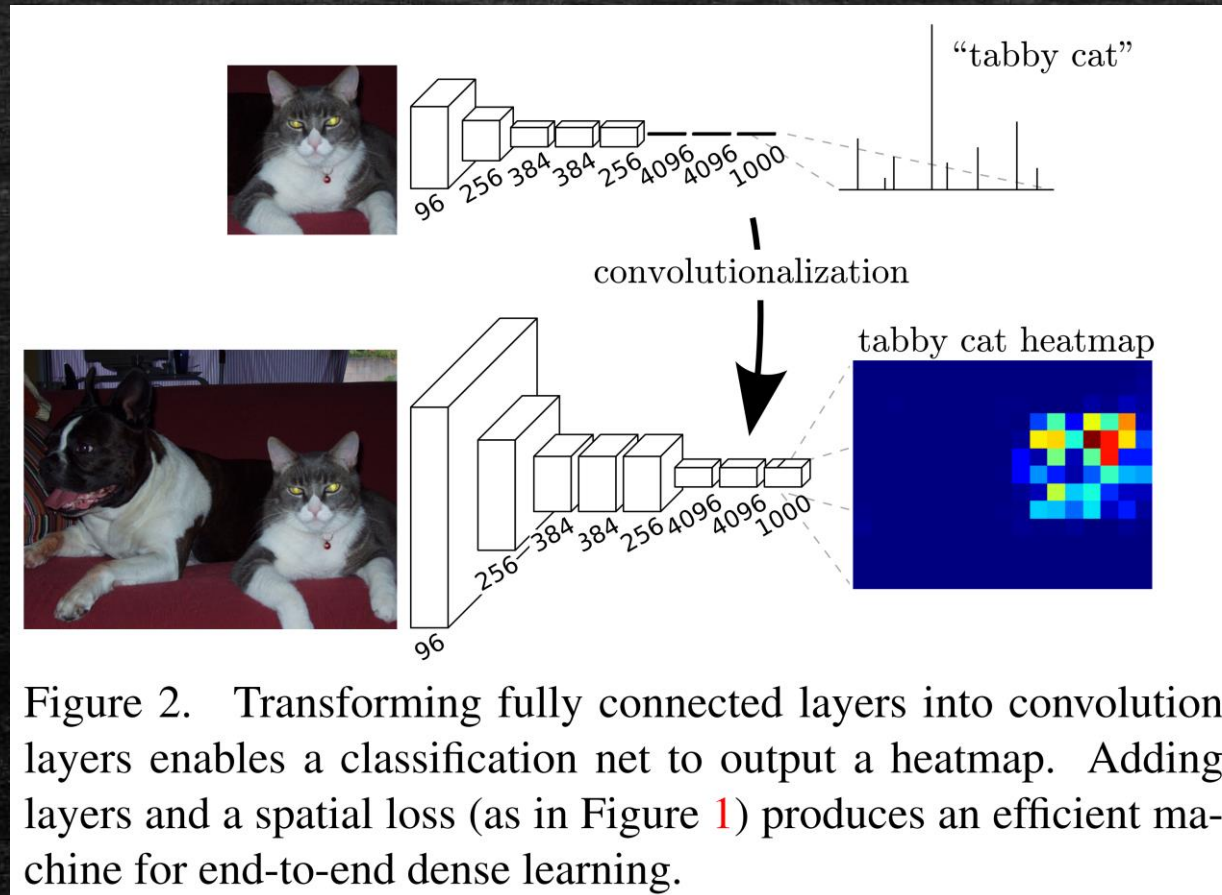 “tabby cat”
96
256
384
384
256
4096
4096
1000
convolutionalization
tabby cat heatmap
96
256
384
384
256
4096
4096
1000
Figure 2. Transforming fully connected layers into convolution
layers enables a classification net to output a heatmap. Adding
layers and a spatial loss (as in Figure 1) produces an efficient ma-
chine for end-to-end dense learning.